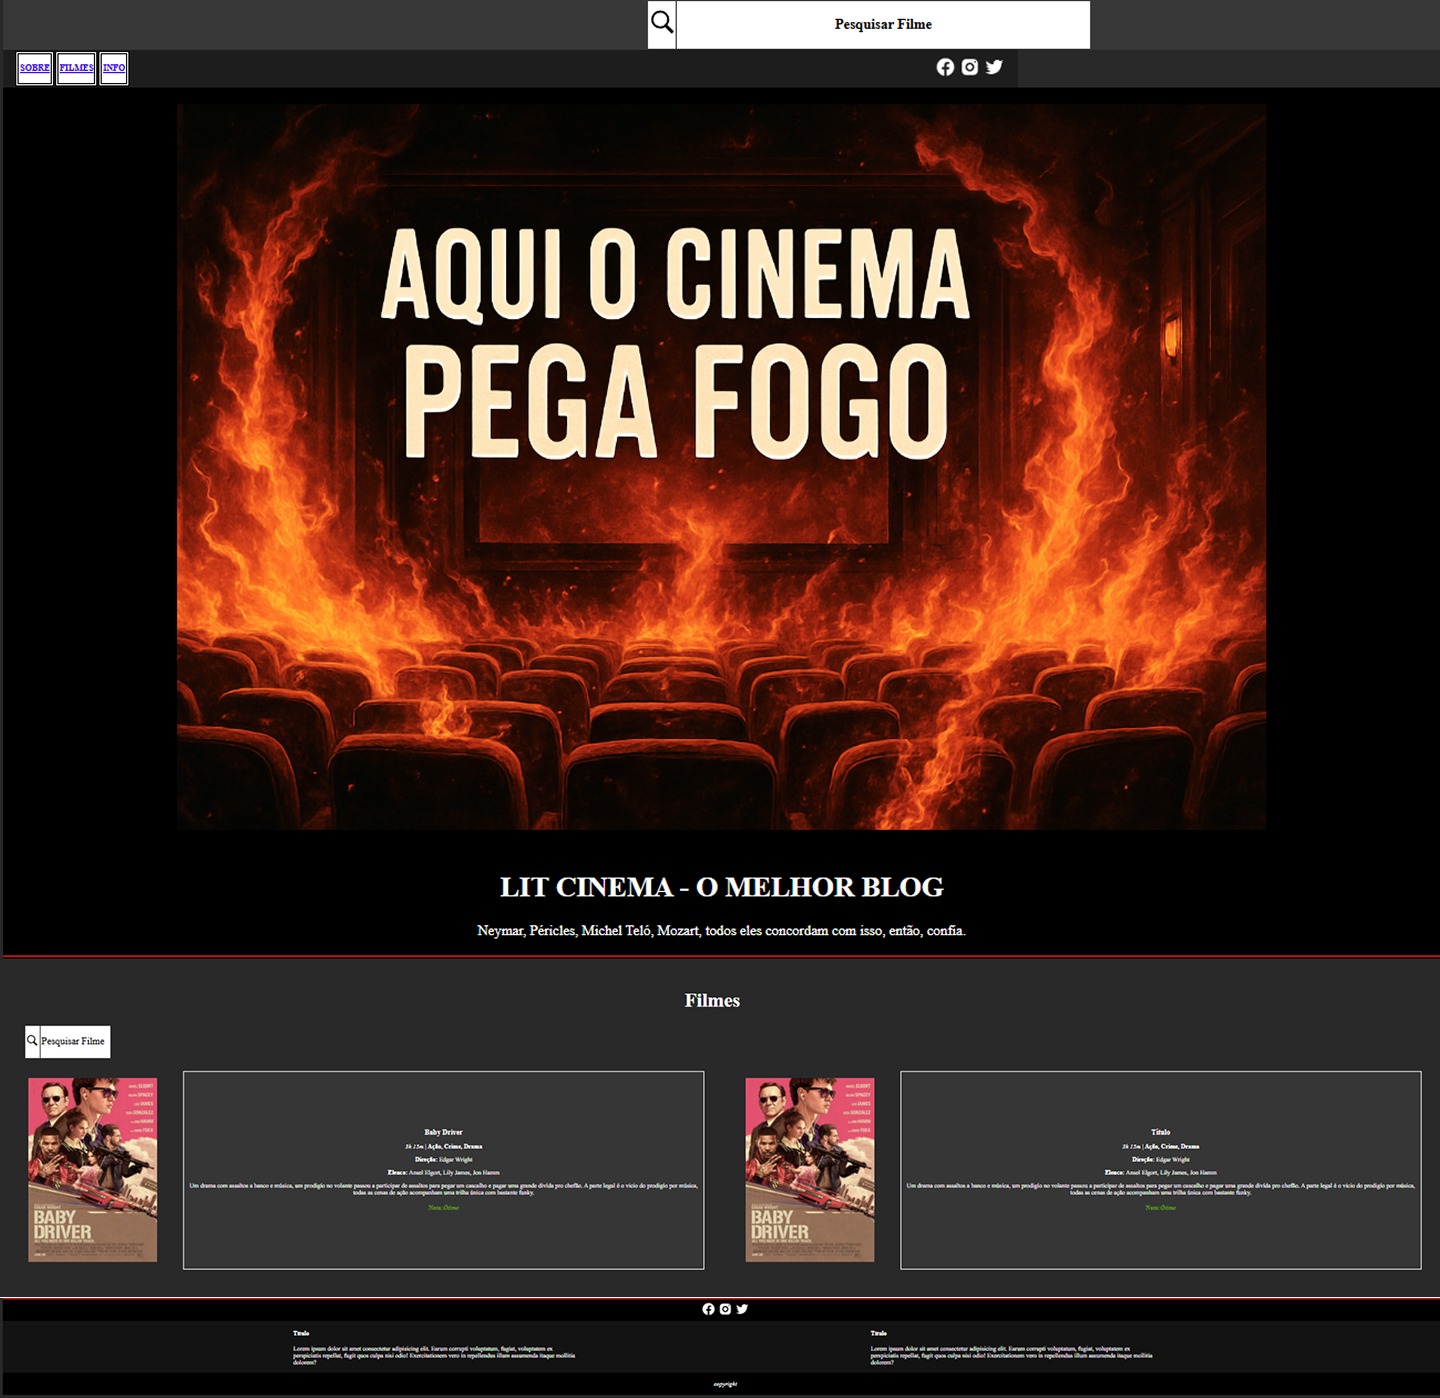 Pesquisar Filme
SOBRE FILMES INFO
AQUI O CINEMA
PEGA FOGO
LIT CINEMA - O MELHOR BLOG
Neymar, Péricles, Michel Teló, Mozart, todos eles concordam com isso, então, confia.
Filmes
Pesquisar Filme
BABY
DRIVER
Baby Driver
1h 15m | Ação, Crime, Drama
Direção: Edgar Wright
Elenco: Ansel Elgort, Lily James, Jon Hamm
Um drama com assaltos a banco e música, um prodígio no volante passou a participar de assaltos para pegar um cascalho e pagar uma grande dívida pro chefão. A parte legal é o vício do prodígio por música,
todas as cenas de ação acompanham uma trilha única com bastante funky.
Nota: Ótimo
BABY
DRIVER
Título
1h 15m | Ação, Crime, Drama
Direção: Edgar Wright
Elenco: Ansel Elgort, Lily James, Jon Hamm
Um drama com assaltos a banco e música, um prodígio no volante passou a participar de assaltos para pegar um cascalho e pagar uma grande dívida pro chefão. A parte legal é o vício do prodígio por música,
todas as cenas de ação acompanham uma trilha única com bastante funky.
Nota: Ótimo
Título
Lorem ipsum dolor sit amet consectetur adipisicing elit. Earum corrupti voluptatum, fugiat, voluptatem ex
perspiciatis repellat, fugit quos culpa nisi odio! Exercitationem vero in repellendus illum assumenda itaque mollitia
dolorem?
Título
Lorem ipsum dolor sit amet consectetur adipisicing elit. Earum corrupti voluptatum, fugiat, voluptatem ex
perspiciatis repellat, fugit quos culpa nisi odio! Exercitationem vero in repellendus illum assumenda itaque mollitia
dolorem?
copyright